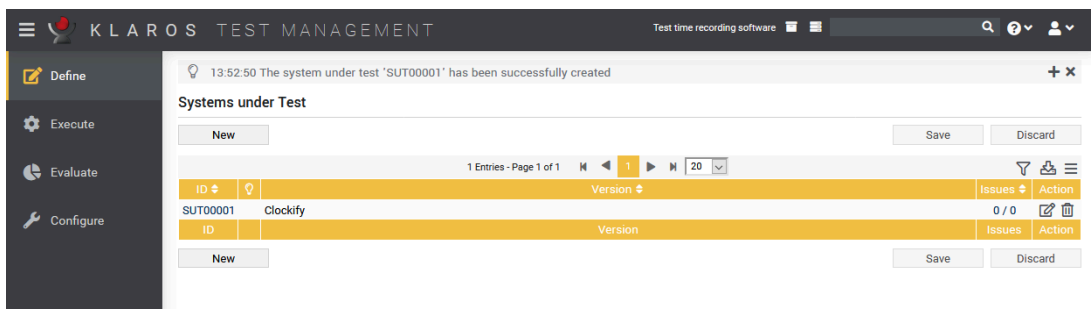 KLAROS TEST MANAGEMENT Test time recording software
Define
13:52:50 The system under test 'SUT00001' has been successfully created
Systems under Test
Execute
New Save Discard
1 Entries - Page 1 of 1 1 20
Evaluate
ID Version Issues Action
SUT00001 Clockify 0 / 0
Configure
ID Version Issues Action
New Save Discard